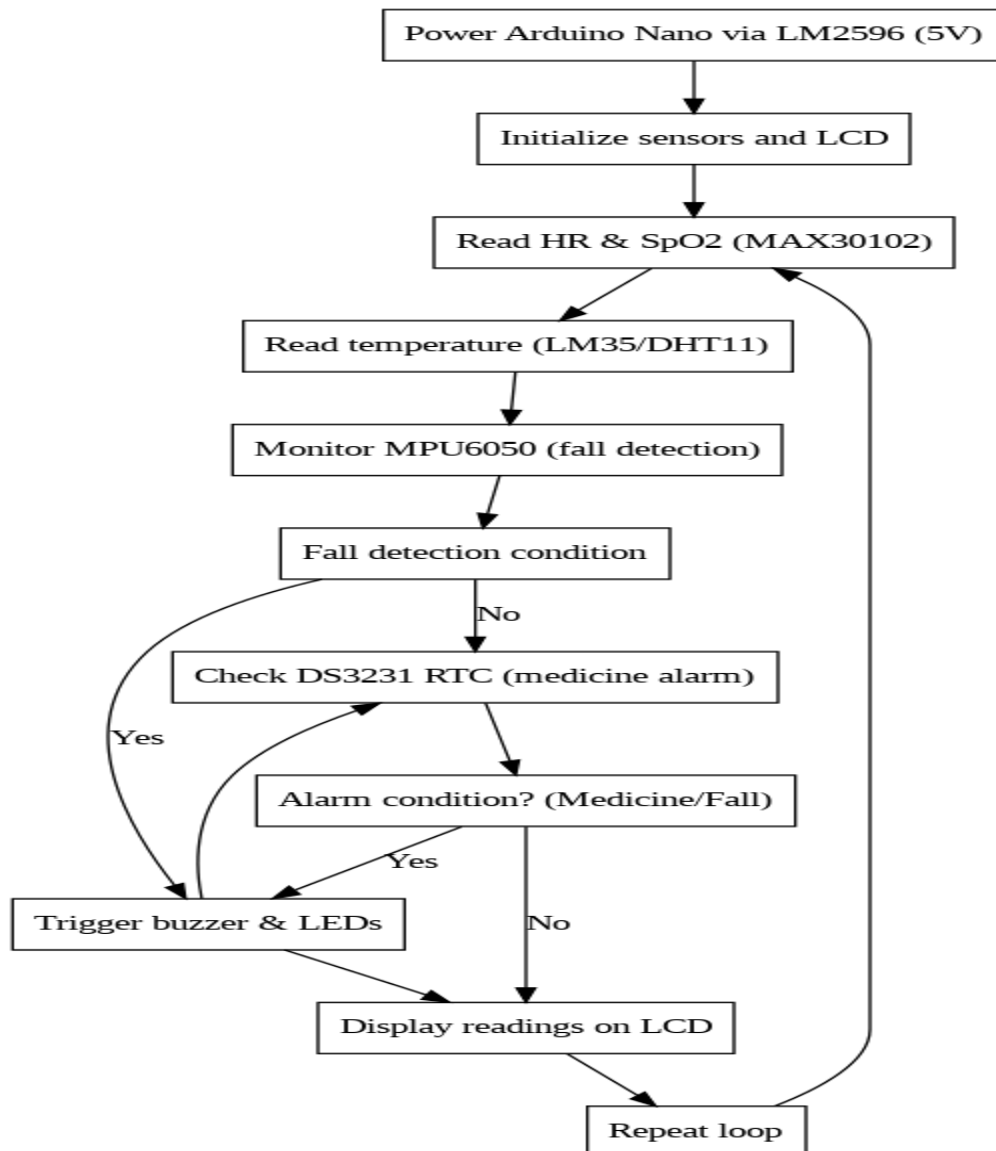 Power Arduino Nano via LM2596 (5V)
Initialize sensors and LCD
Read HR & SpO2 (MAX30102)
Read temperature (LM35/DHT11)
Monitor MPU6050 (fall detection)
Fall detection condition
No
Check DS3231 RTC (medicine alarm)
Yes
Alarm condition? (Medicine/Fall)
Yes
Trigger buzzer & LEDs
No
Display readings on LCD
Repeat loop